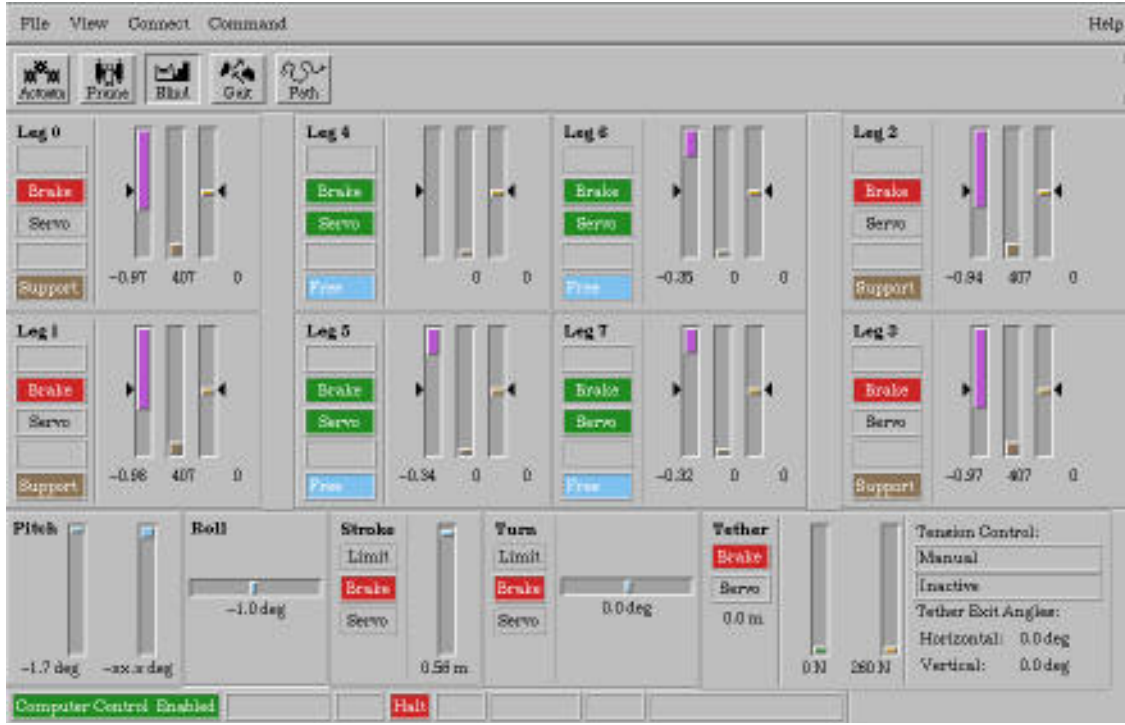 File View Connect Command Help
Frame Gait Path
Leg 0
Brake
Servo
Support
-0.97 407 0
Leg 4
Brake
Servo
Free
0 0
Leg 6
Brake
Servo
Free
-0.35 0 0
Leg 2
Brake
Servo
Support
-0.94 407 0
Leg 1
Brake
Servo
Support
-0.98 407 0
Leg 5
Brake
Servo
Free
-0.34 0 0
Leg 7
Brake
Servo
Free
-0.32 0 0
Leg 3
Brake
Servo
Support
-0.97 407 0
Pitch
-1.7 deg -xx.x deg
Roll
-1.0 deg
Stroke
Limit
Brake
Servo
0.56 m
Turn
Limit
Brake
Servo
0.0 deg
Tether
Brake
Servo
0.0 m
0 N 260 N
Tension Control:
Manual
Inactive
Tether Exit Angles:
Horizontal: 0.0 deg
Vertical: 0.0 deg
Computer Control Enabled Halt